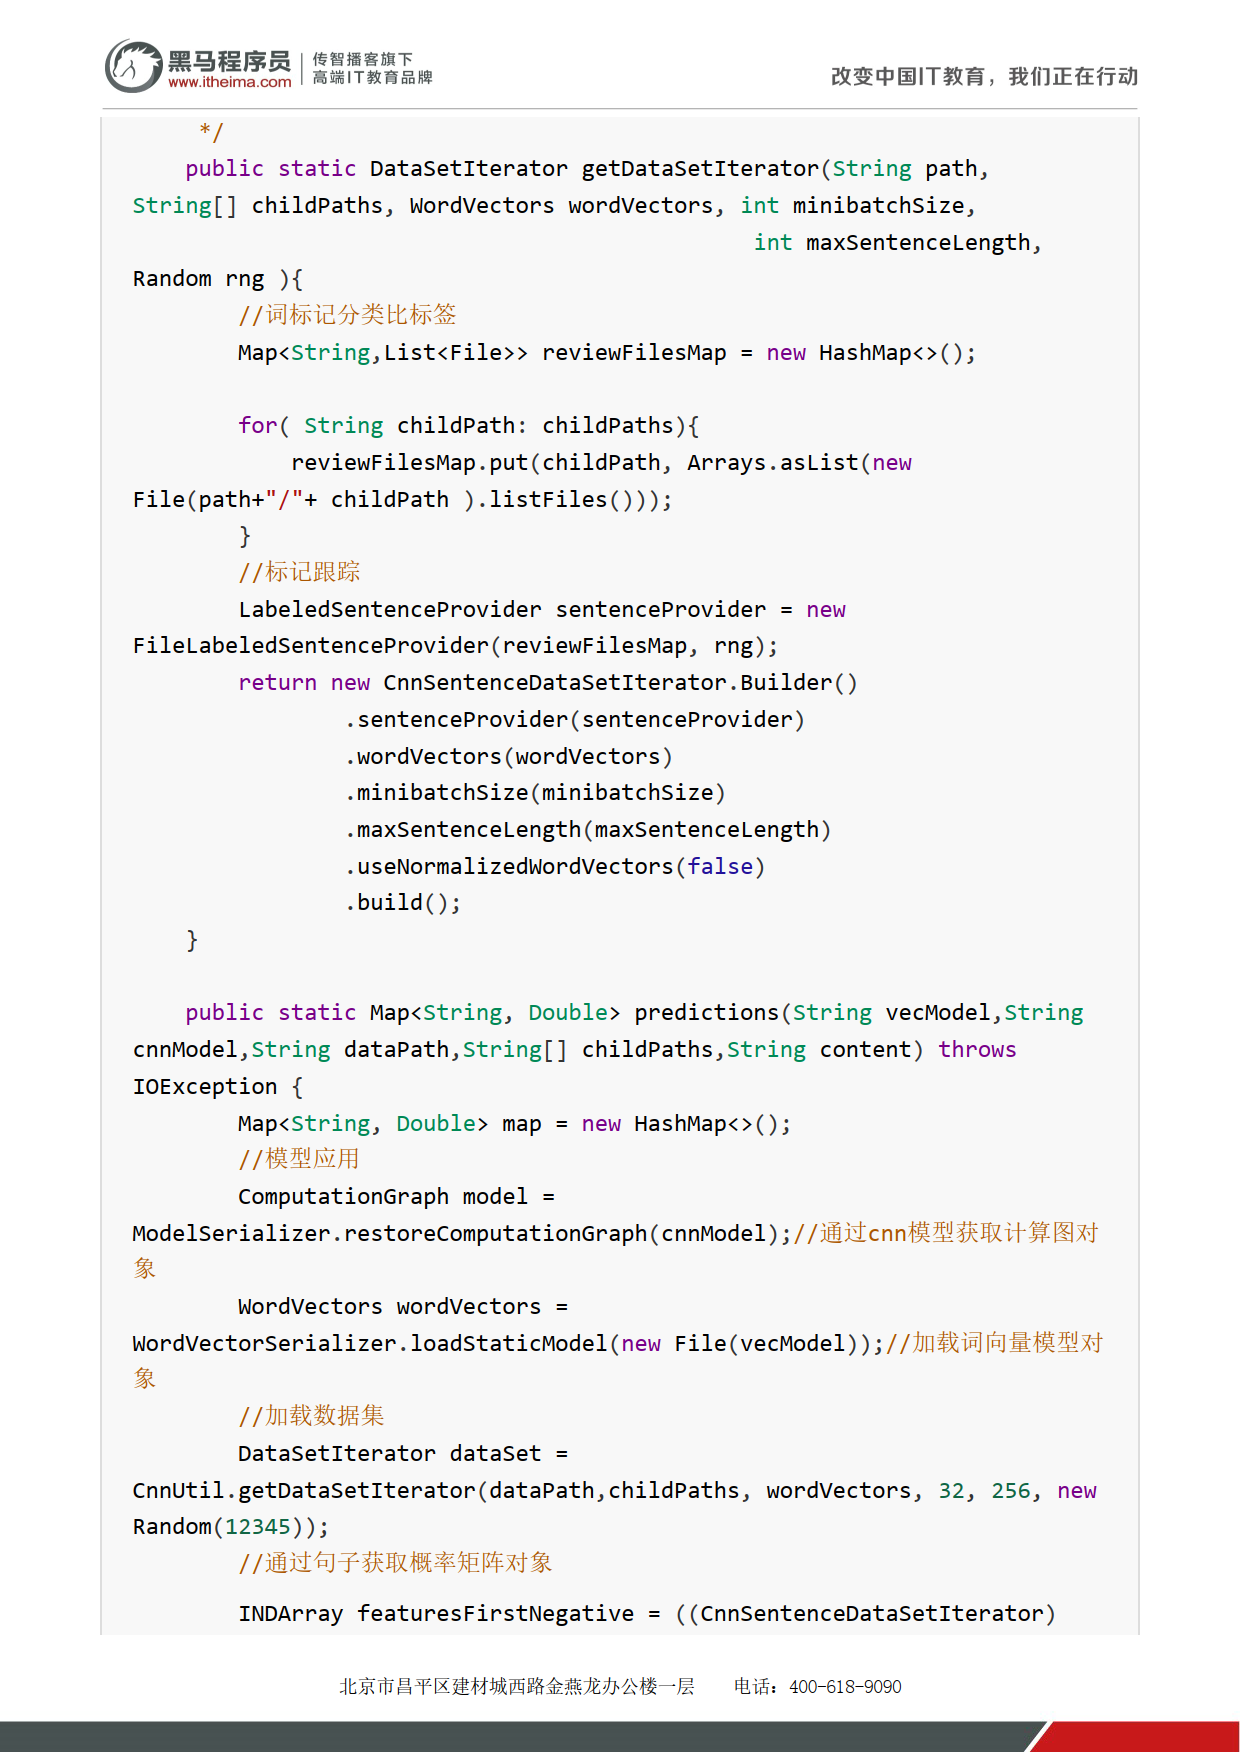 黑马程序员
www.itheima.com
传智播客旗下
高端IT教育品牌
改变中国IT教育，我们正在行动
*/
public static DataSetIterator getDataSetIterator(String path,
String[] childPaths, WordVectors wordVectors, int minibatchSize,
int maxSentenceLength,
Random rng ){
//词标记分类比标签
Map<String,List<File>> reviewFilesMap = new HashMap<>();
for( String childPath: childPaths){
reviewFilesMap.put(childPath, Arrays.asList(new
File(path+"/"+ childPath ).listFiles()));
}
//标记跟踪
LabeledSentenceProvider sentenceProvider = new
FileLabeledSentenceProvider(reviewFilesMap, rng);
return new CnnSentenceDataSetIterator.Builder()
.sentenceProvider(sentenceProvider)
.wordVectors(wordVectors)
.minibatchSize(minibatchSize)
.maxSentenceLength(maxSentenceLength)
.useNormalizedWordVectors(false)
.build();
}
public static Map<String, Double> predictions(String vecModel,String
cnnModel,String dataPath,String[] childPaths,String content) throws
IOException {
Map<String, Double> map = new HashMap<>();
//模型应用
ComputationGraph model =
ModelSerializer.restoreComputationGraph(cnnModel);//通过cnn模型获取计算图对
象
WordVectors wordVectors =
WordVectorSerializer.loadStaticModel(new File(vecModel));//加载词向量模型对
象
//加载数据集
DataSetIterator dataSet =
CnnUtil.getDataSetIterator(dataPath,childPaths, wordVectors, 32, 256, new
Random(12345));
//通过句子获取概率矩阵对象
INDArray featuresFirstNegative = ((CnnSentenceDataSetIterator)
北京市昌平区建材城西路金燕龙办公楼一层 电话：400-618-9090